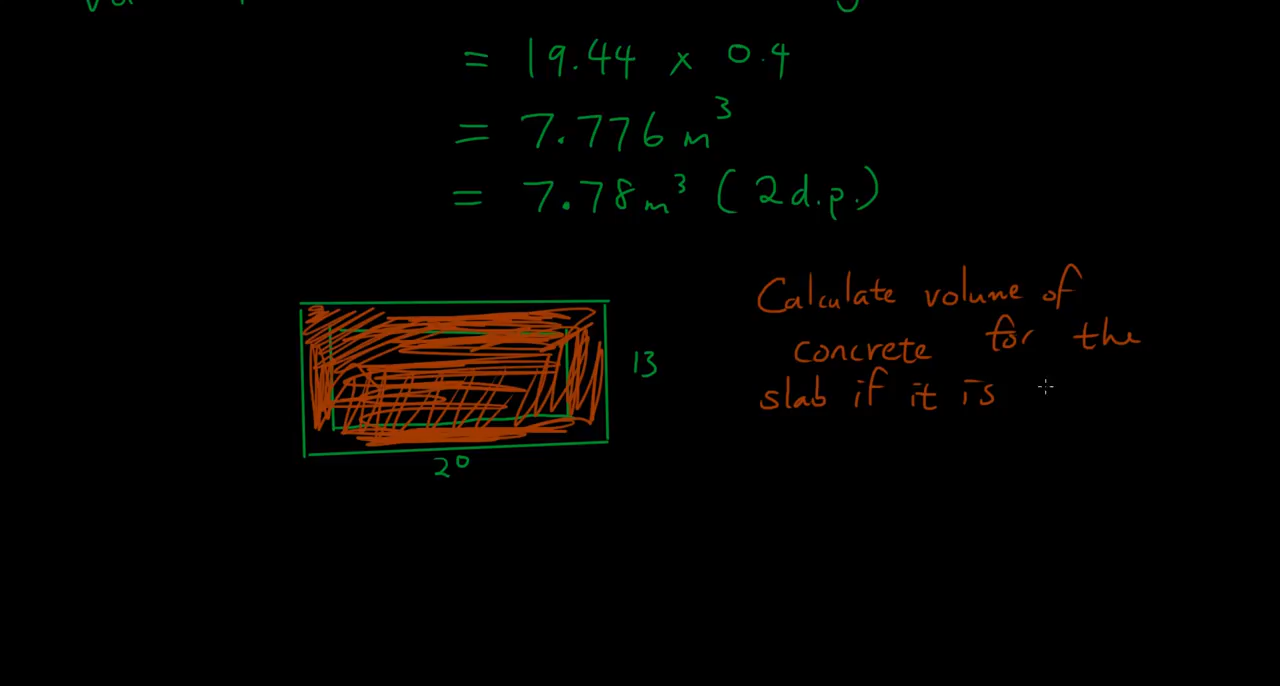 = 19.44 x 0.4
= 7.776 m³
= 7.78 m³ (2 d.p.)
Calculate volume of
concrete for the
slab if it is
13
20